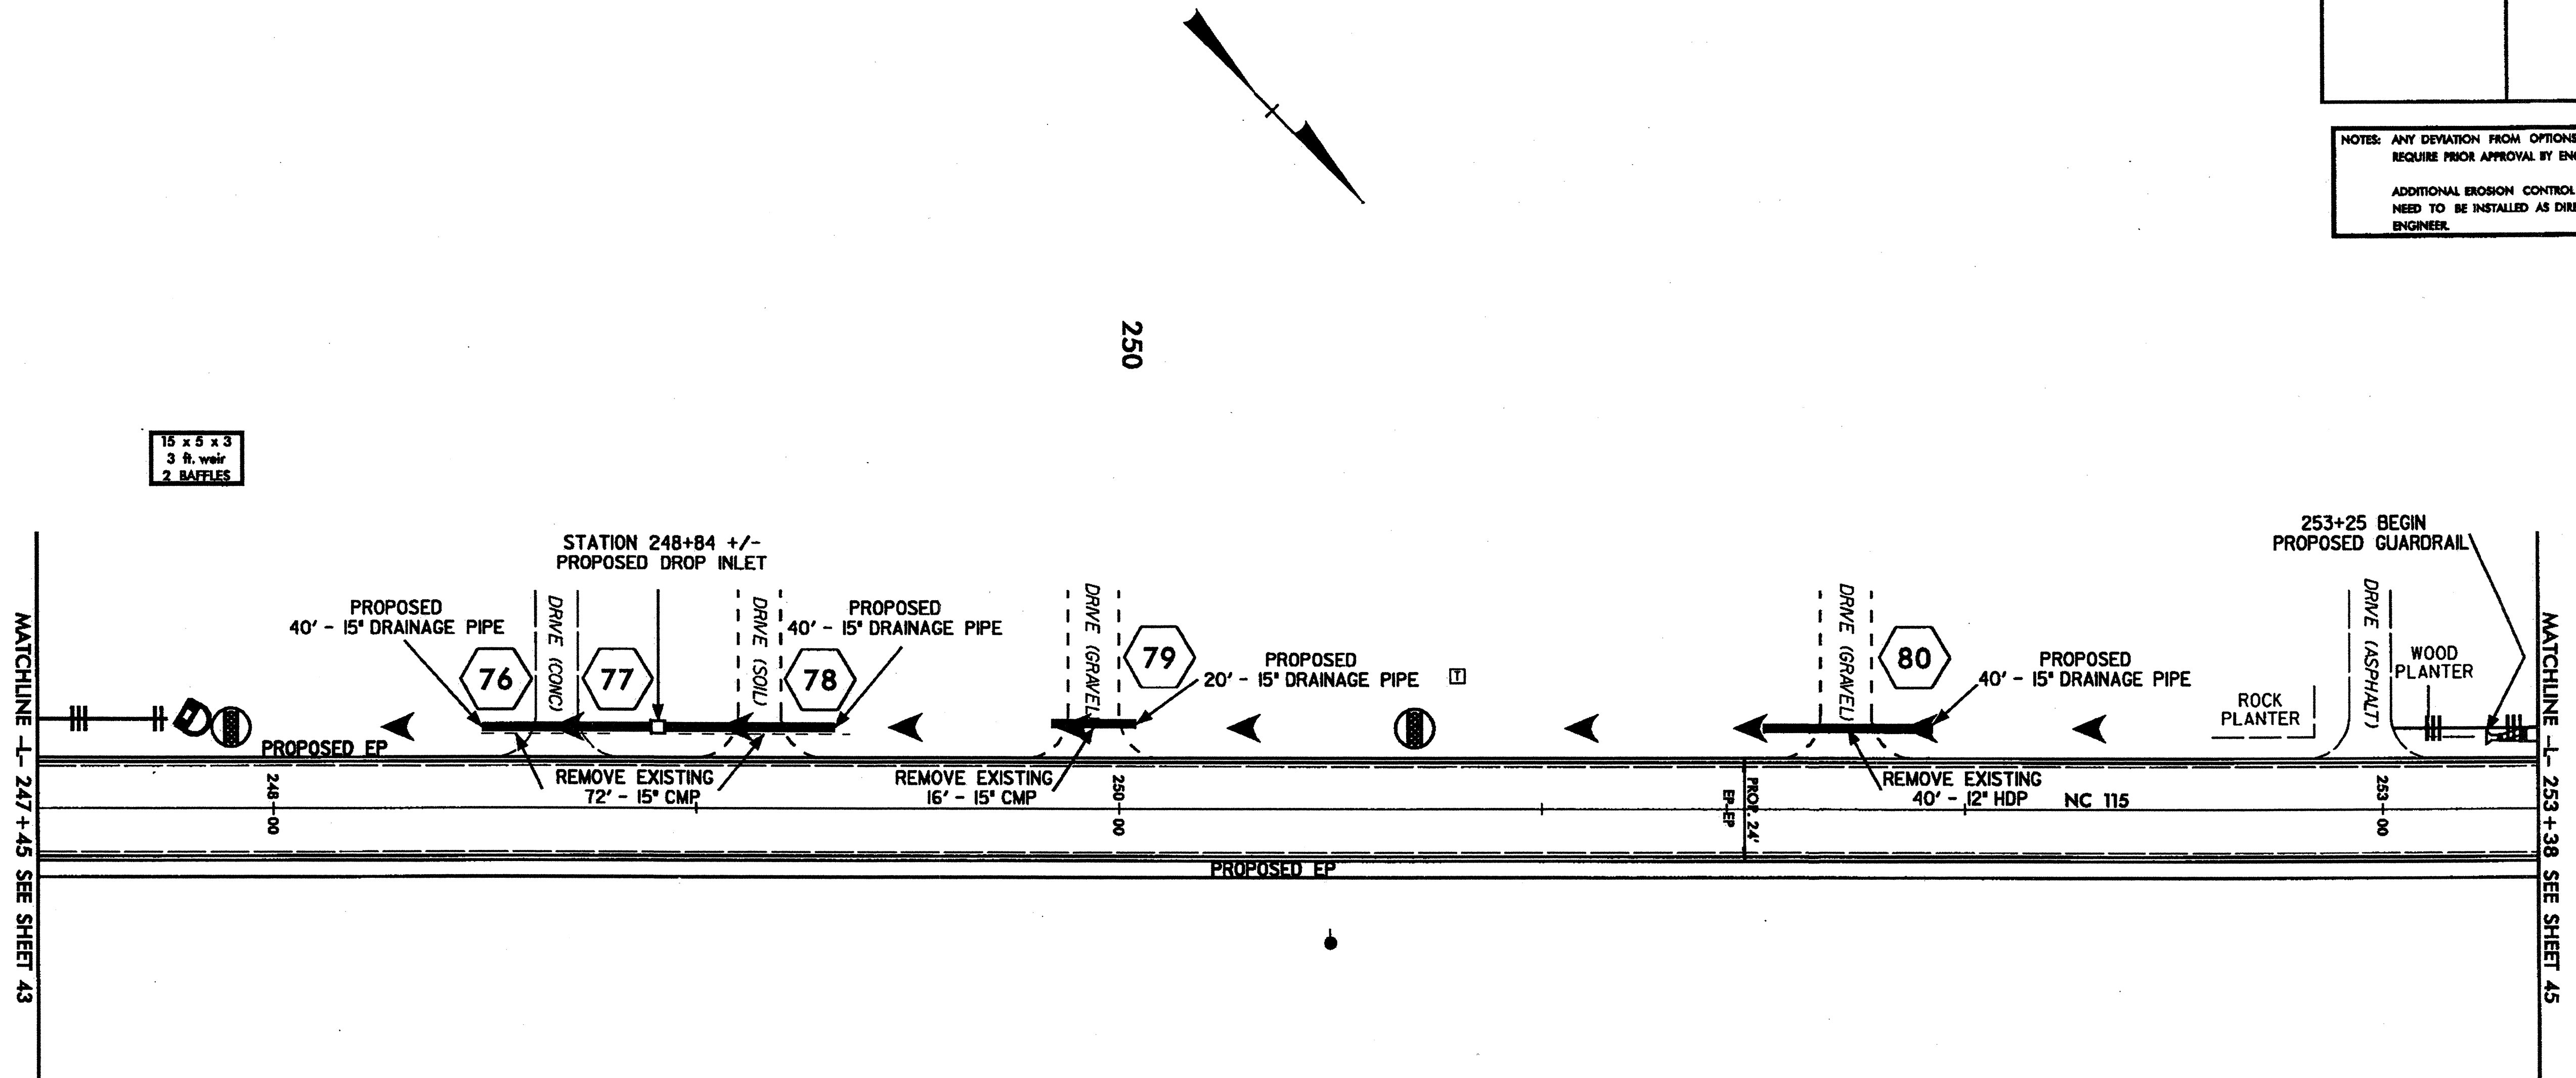 NOTES: ANY DEVIATION FROM OPTIONS
REQUIRE PRIOR APPROVAL BY
ADDITIONAL EROSION CONTROL
NEED TO BE INSTALLED AS
ENGINEER.
250
15 x 5 x 3
3 ft. weir
2 BAFFLES
STATION 248+84 +/-
PROPOSED DROP INLET
253+25 BEGIN
PROPOSED GUARDRAIL
PROPOSED
40' - 15" DRAINAGE PIPE
DRIVE (CONC)
DRIVE (SOIL)
PROPOSED
40' - 15" DRAINAGE PIPE
DRIVE (GRAVEL)
PROPOSED
20' - 15" DRAINAGE PIPE
T
DRIVE (GRAVEL)
PROPOSED
40' - 15" DRAINAGE PIPE
ROCK
PLANTER
DRIVE (ASPHALT)
WOOD
PLANTER
76
77
78
79
80
MATCHLINE -L- 247+45 SEE SHEET 43
MATCHLINE -L- 253+38 SEE SHEET 45
PROPOSED EP
REMOVE EXISTING
72' - 15" CMP
REMOVE EXISTING
16' - 15" CMP
REMOVE EXISTING
40' - 12" HDP
NC 115
248+00
250+00
PROP. 24'
EP-EP
253+00
PROPOSED EP